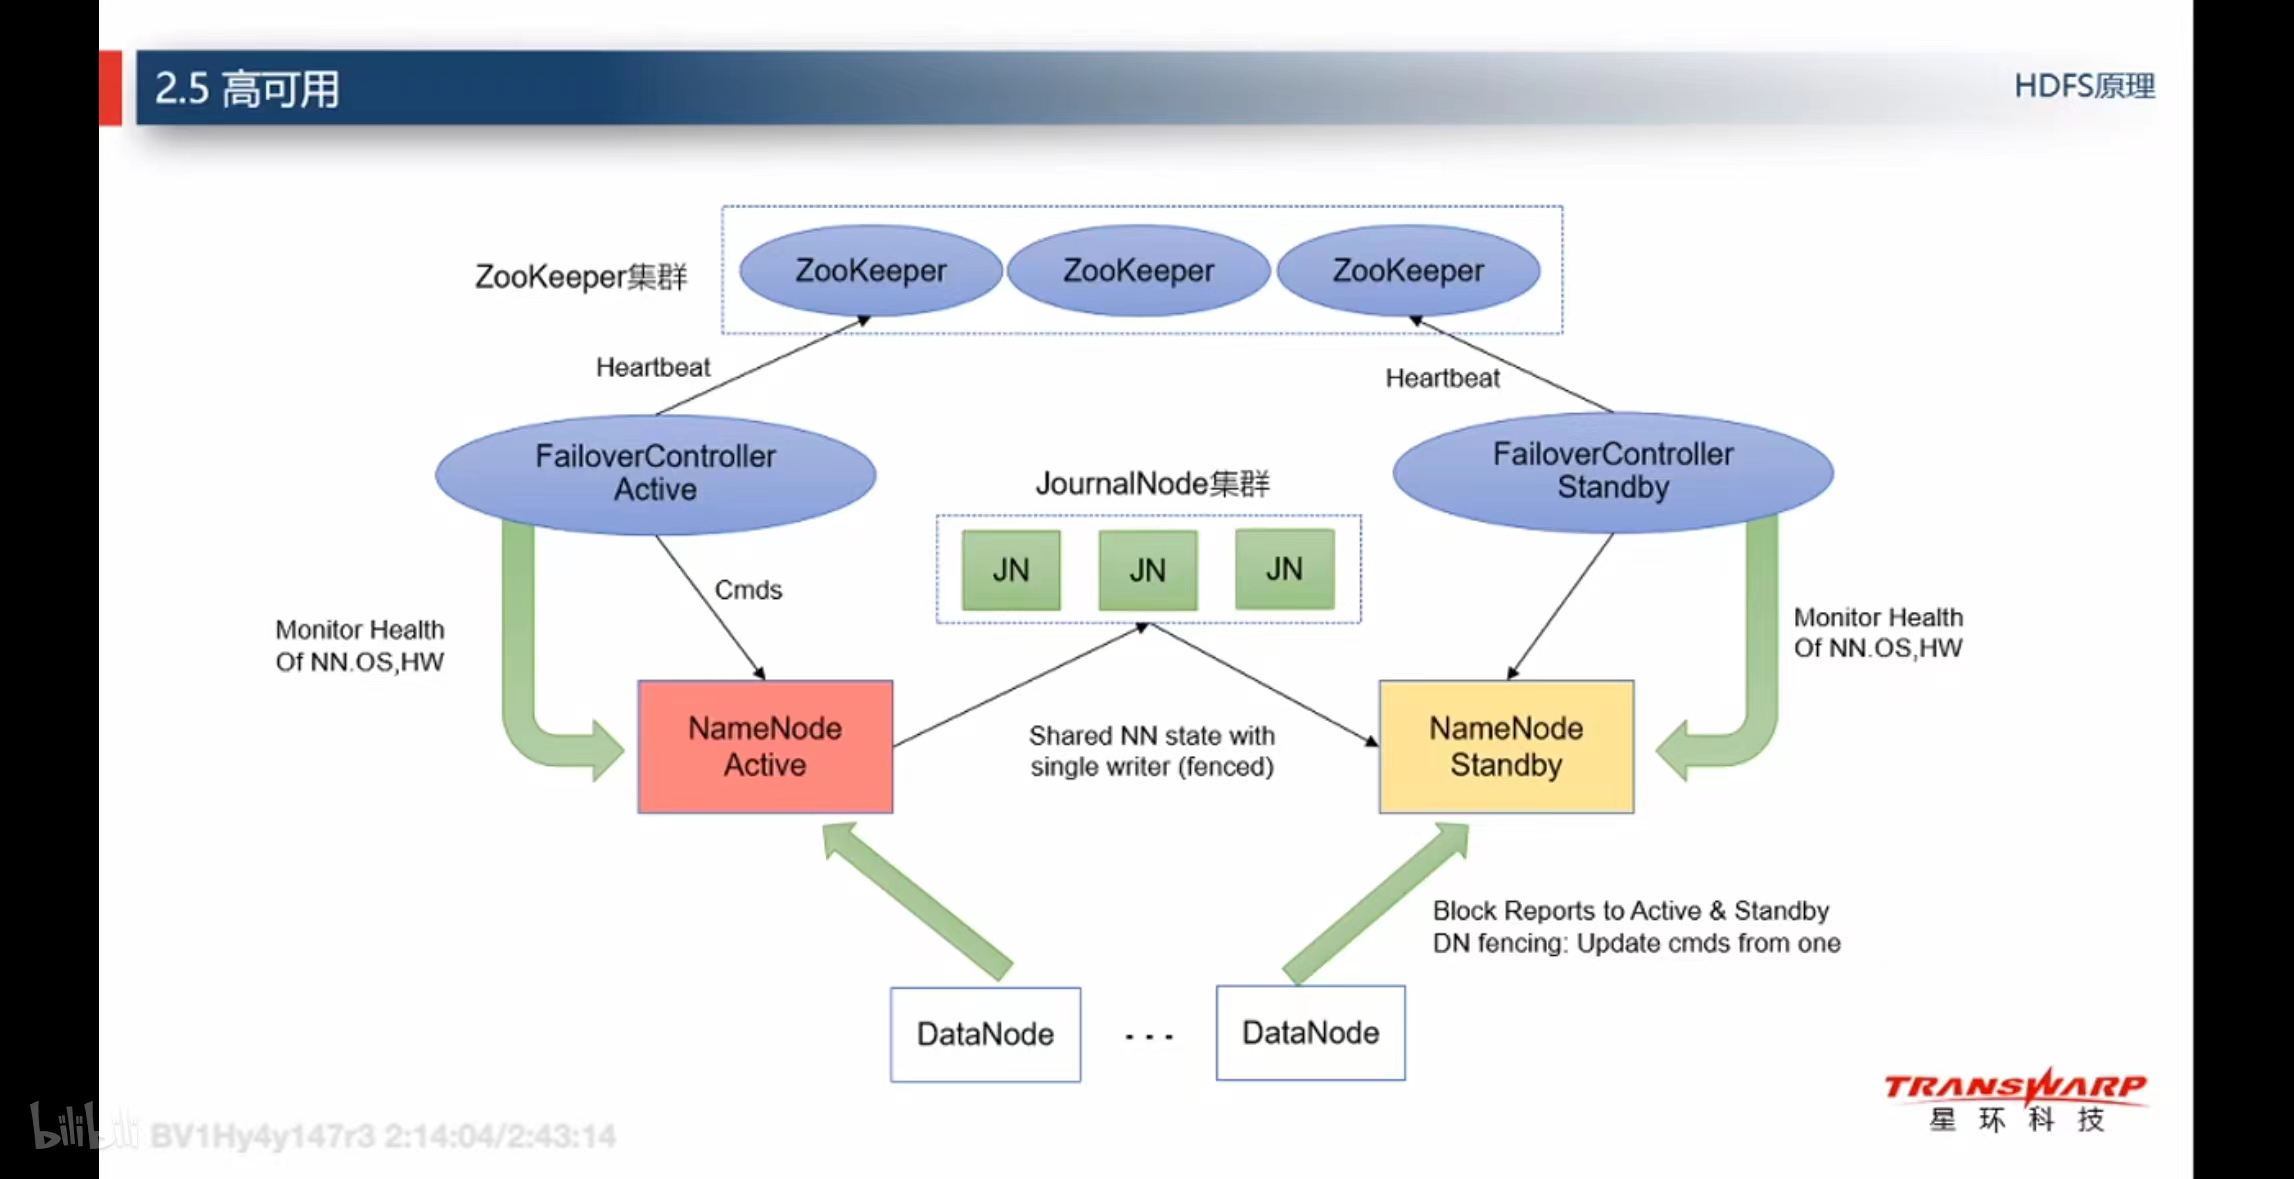 2.5 高可用
HDFS原理
ZooKeeper集群
ZooKeeper
ZooKeeper
ZooKeeper
Heartbeat
Heartbeat
FailoverController
Active
FailoverController
Standby
JournalNode集群
JN
JN
JN
Cmds
Monitor Health
Of NN.OS,HW
Monitor Health
Of NN.OS,HW
NameNode
Active
Shared NN state with
single writer (fenced)
NameNode
Standby
Block Reports to Active & Standby
DN fencing: Update cmds from one
DataNode
...
DataNode
TRANSWARP
星环科技
bilibili BV1Hy4y147r3 2:14:04/2:43:14